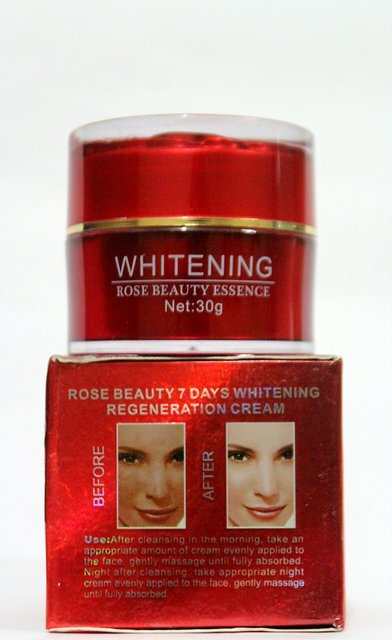 WHITENING
ROSE BEAUTY ESSENCE
Net:30g
ROSE BEAUTY 7 DAYS WHITENING
REGENERATION CREAM
BEFORE
AFTER
Use:After cleansing in the morning, take an
appropriate amount of cream evenly applied to
the face, gently massage until fully absorbed.
Night after cleansing, take appropriate night
cream evenly applied to the face, gently massage
until fully absorbed